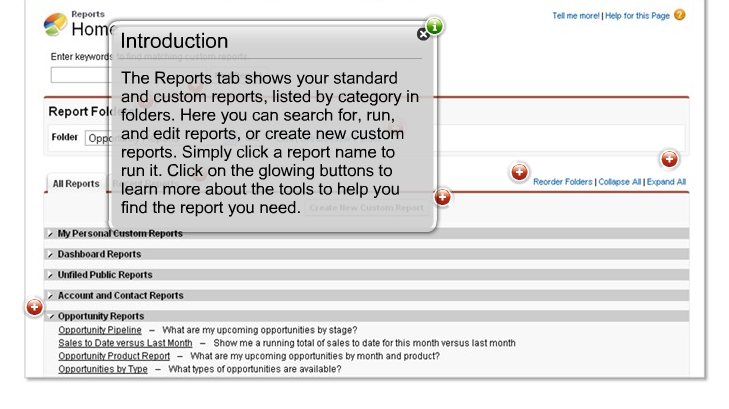 Reports
Home
Tell me more! | Help for this Page
Enter keywords to find matching custom reports
Introduction
The Reports tab shows your standard
and custom reports, listed by category in
folders. Here you can search for, run,
and edit reports, or create new custom
reports. Simply click a report name to
run it. Click on the glowing buttons to
learn more about the tools to help you
find the report you need.
Report Fold
Folder Oppo
All Reports
Reorder Folders | Collapse All | Expand All
Create New Custom Report
My Personal Custom Reports
Dashboard Reports
Unfiled Public Reports
Account and Contact Reports
Opportunity Reports
Opportunity Pipeline – What are my upcoming opportunities by stage?
Sales to Date versus Last Month – Show me a running total of sales to date for this month versus last month
Opportunity Product Report – What are my upcoming opportunities by month and product?
Opportunities by Type – What types of opportunities are available?